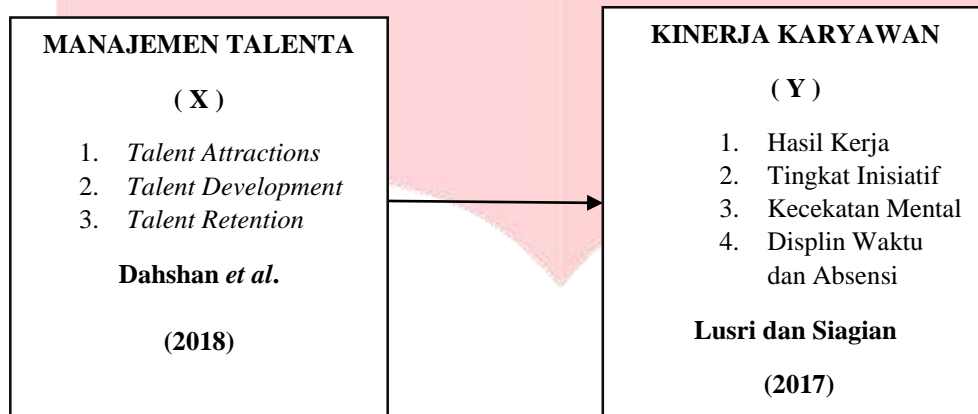 MANAJEMEN TALENTA
( X )
1. Talent Attractions
2. Talent Development
3. Talent Retention
Dahshan et al.
(2018)
KINERJA KARYAWAN
( Y )
1. Hasil Kerja
2. Tingkat Inisiatif
3. Kecekatan Mental
4. Displin Waktu
dan Absensi
Lusri dan Siagian
(2017)